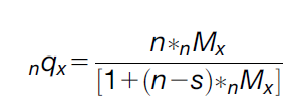 ₙqₓ = n*ₙMₓ / [1+(n−s)*ₙMₓ]